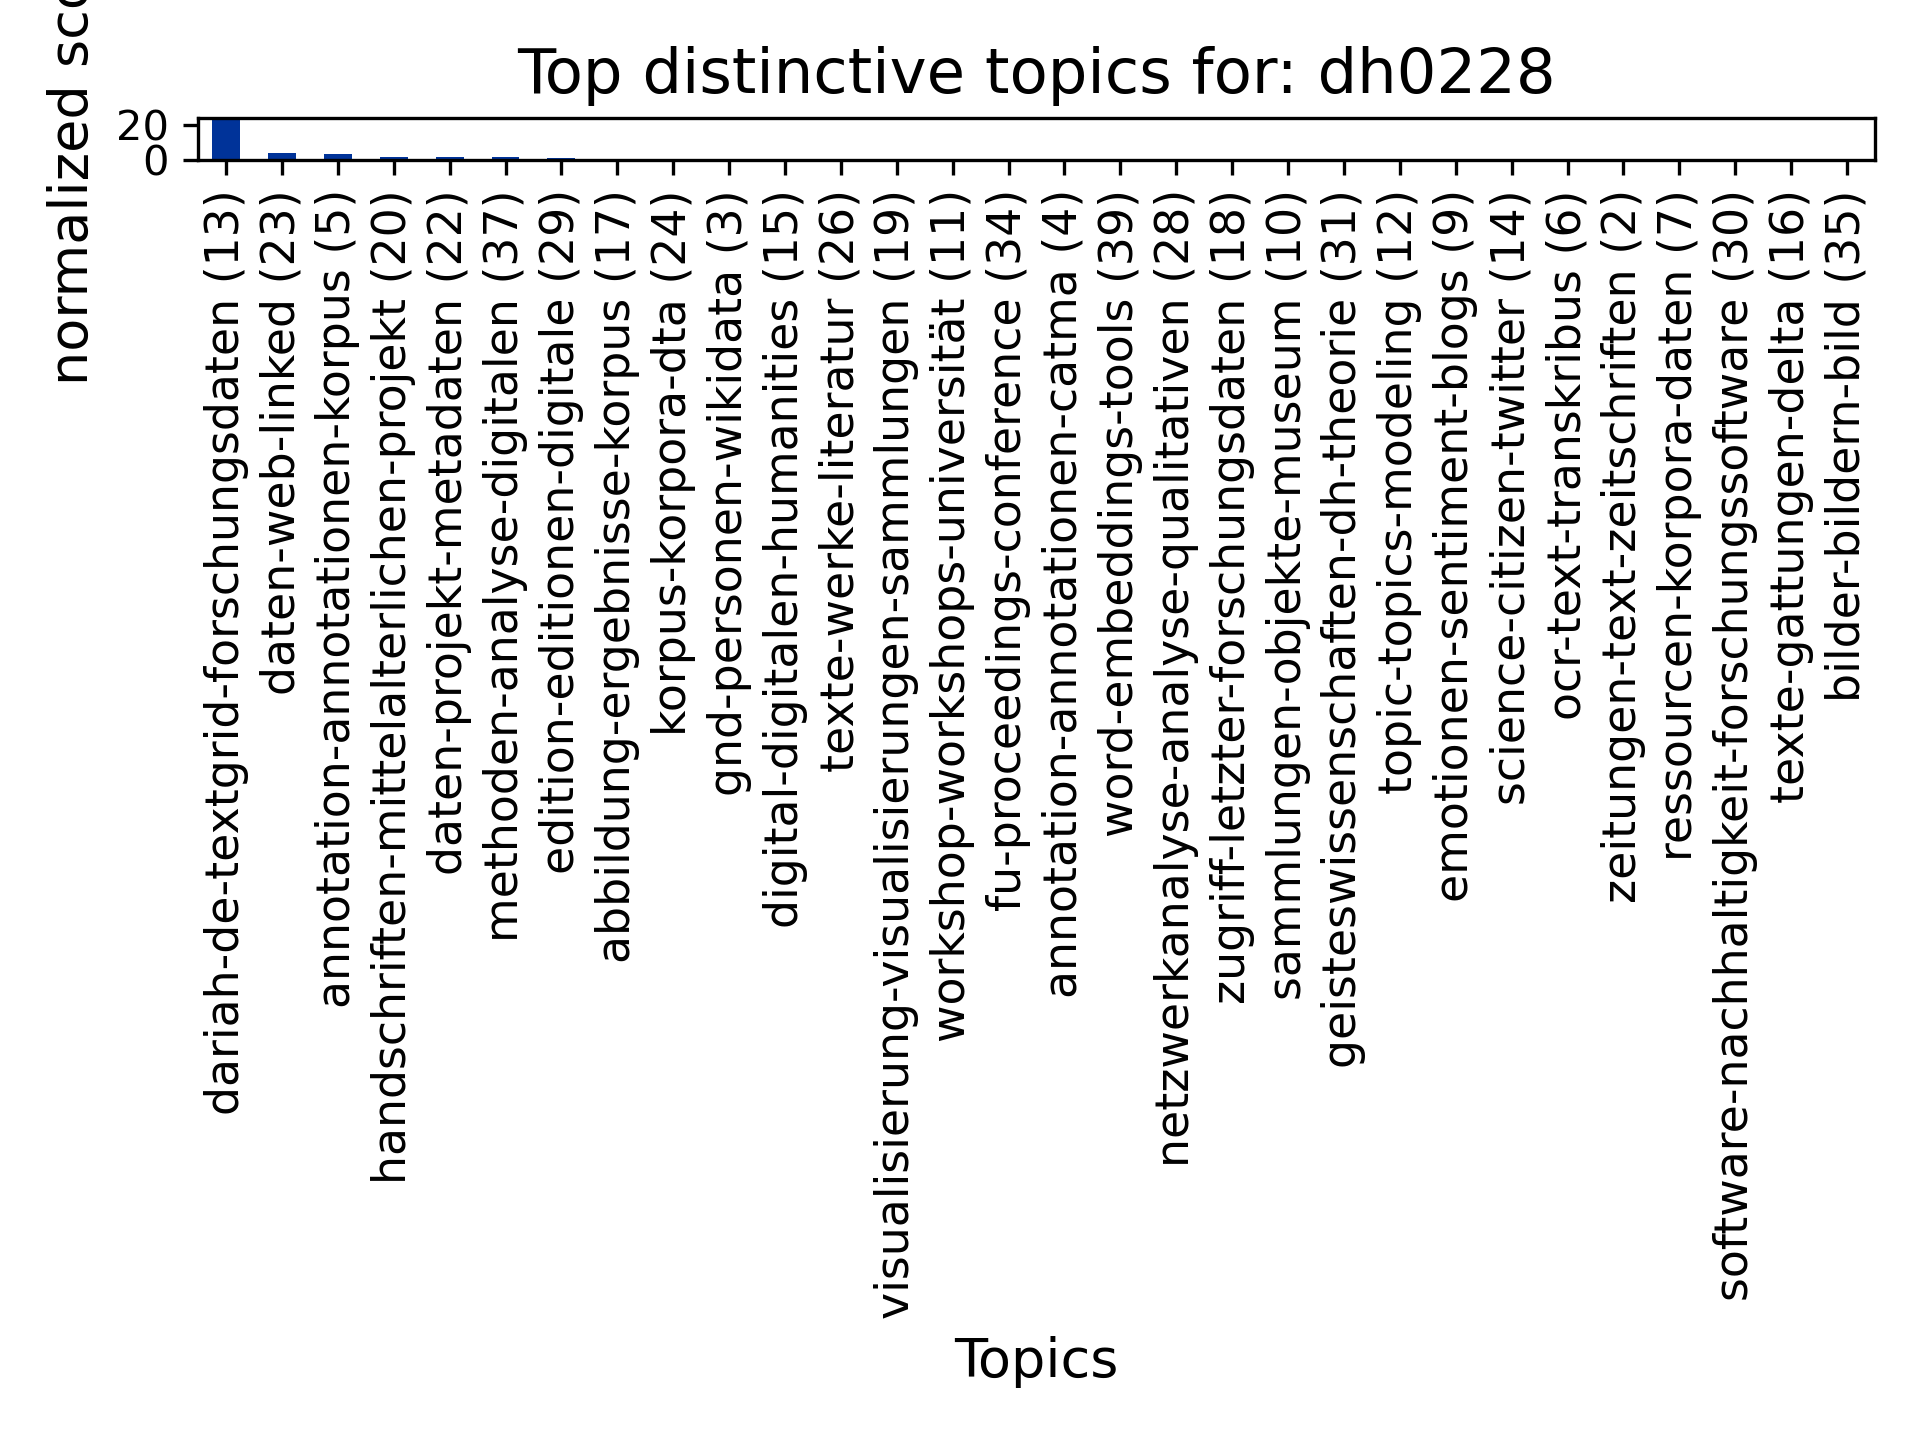 Top distinctive topics for: dh0228
normalized sco
20
0
dariah-de-textgrid-forschungsdaten (13)
daten-web-linked (23)
annotation-annotationen-korpus (5)
handschriften-mittelalterlichen-projekt (20)
daten-projekt-metadaten (22)
methoden-analyse-digitalen (37)
edition-editionen-digitale (29)
abbildung-ergebnisse-korpus (17)
korpus-korpora-dta (24)
gnd-personen-wikidata (3)
digital-digitalen-humanities (15)
texte-werke-literatur (26)
visualisierung-visualisierungen-sammlungen (19)
workshop-workshops-universität (11)
fu-proceedings-conference (34)
annotation-annotationen-catma (4)
word-embeddings-tools (39)
netzwerkanalyse-analyse-qualitativen (28)
zugriff-letzter-forschungsdaten (18)
sammlungen-objekte-museum (10)
geisteswissenschaften-dh-theorie (31)
topic-topics-modeling (12)
emotionen-sentiment-blogs (9)
science-citizen-twitter (14)
ocr-text-transkribus (6)
zeitungen-text-zeitschriften (2)
ressourcen-korpora-daten (7)
software-nachhaltigkeit-forschungssoftware (30)
texte-gattungen-delta (16)
bilder-bildern-bild (35)
Topics